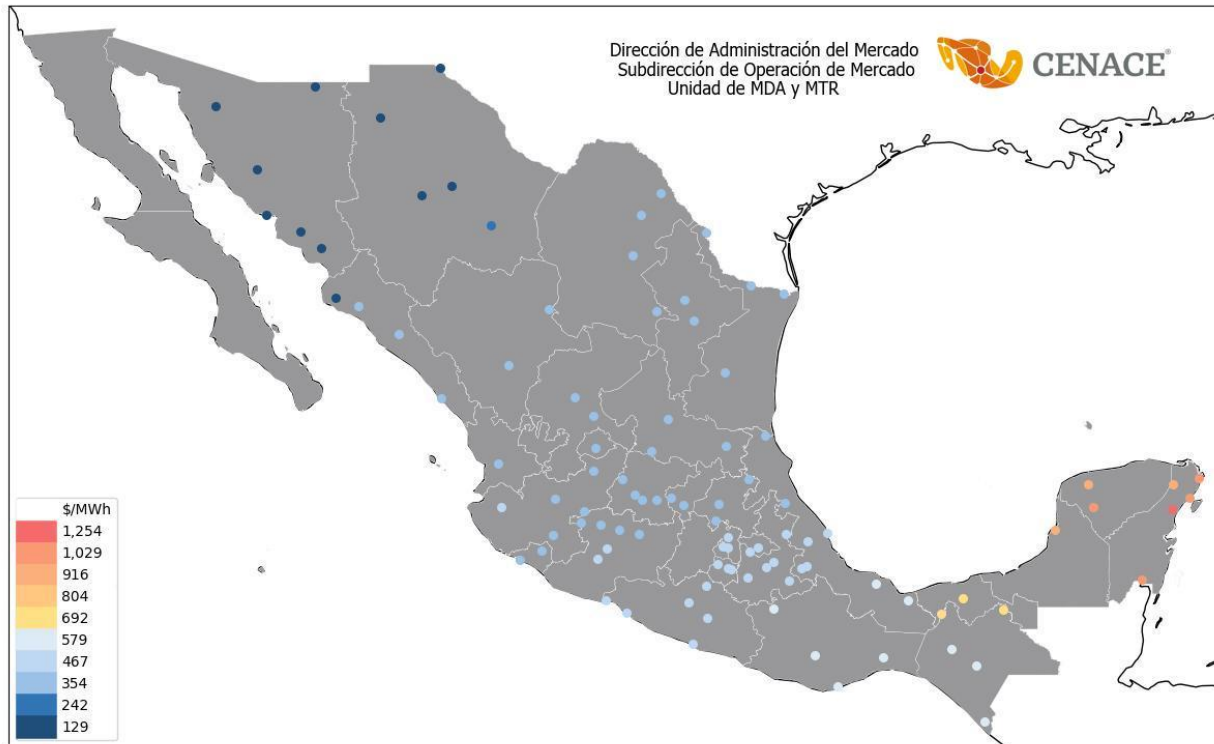 Dirección de Administración del Mercado
Subdirección de Operación de Mercado
Unidad de MDA y MTR
CENACE®
$/MWh
1,254
1,029
916
804
692
579
467
354
242
129